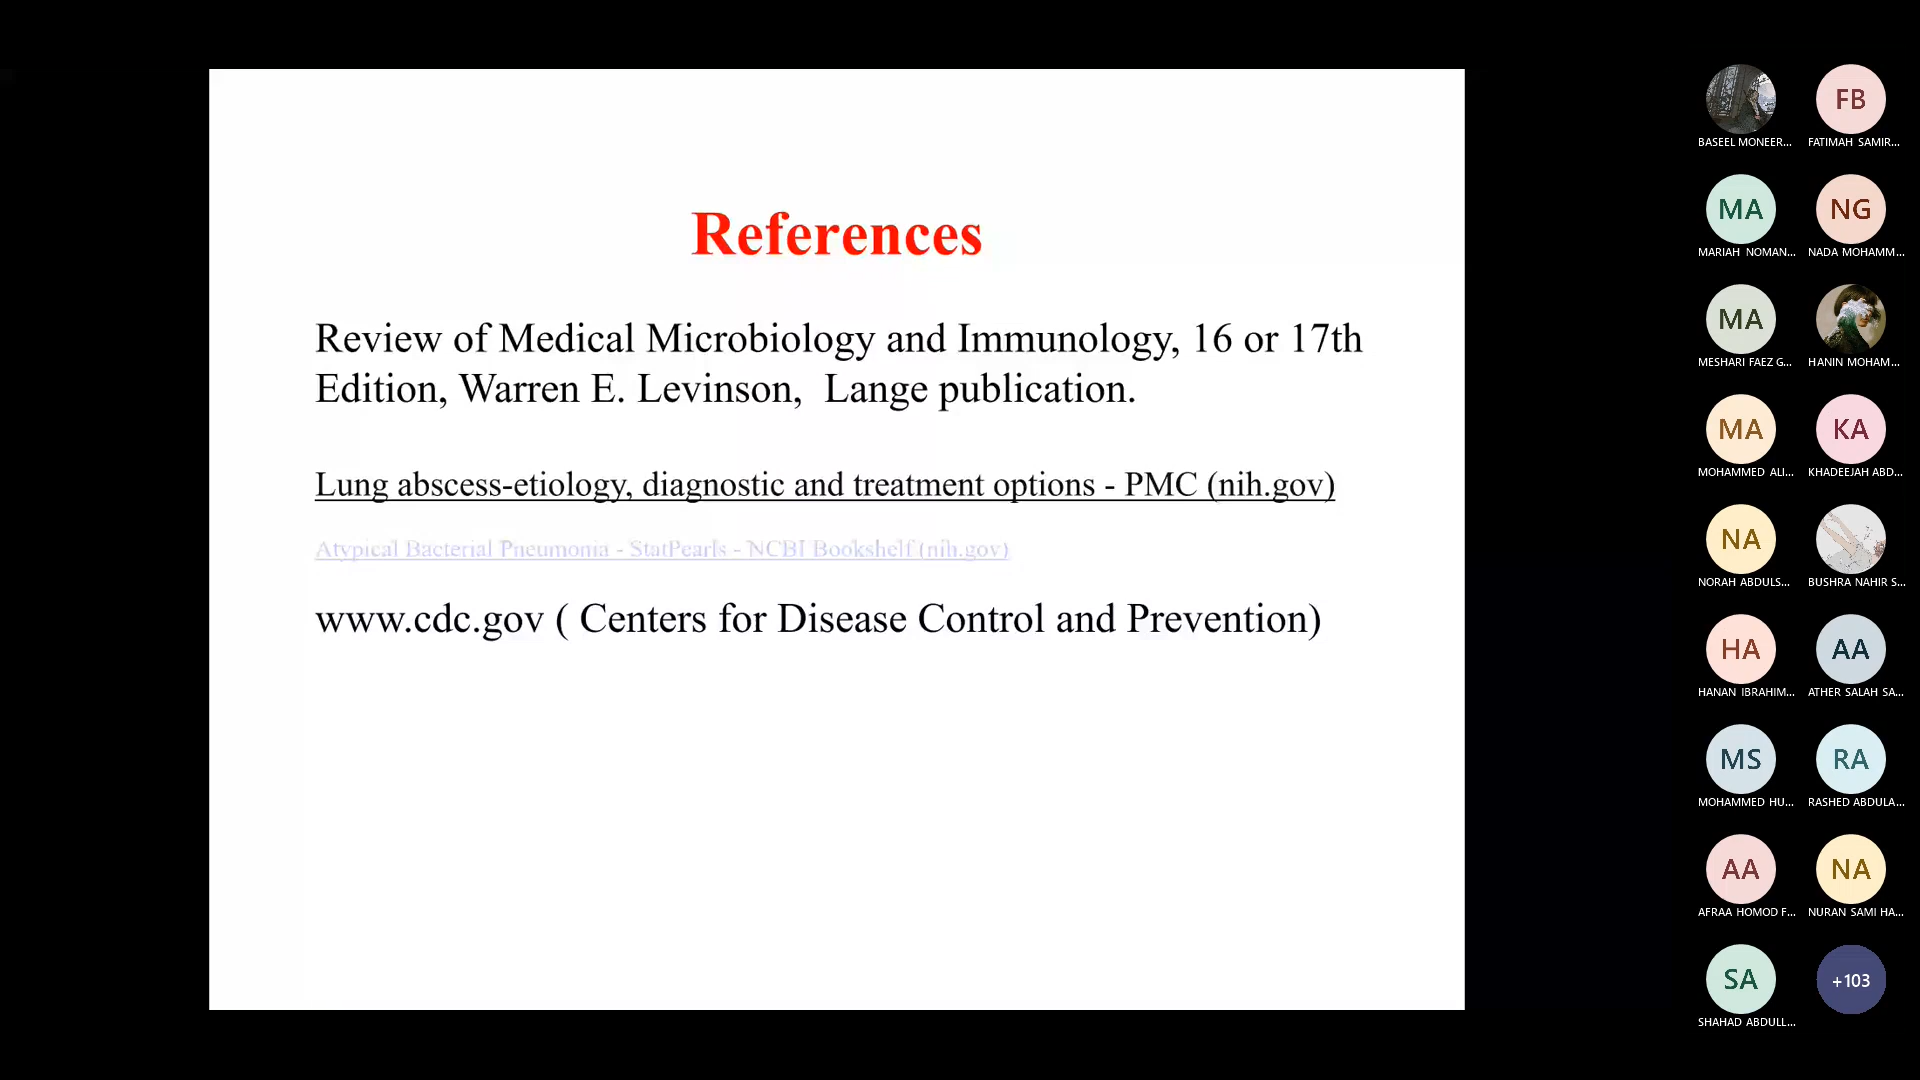 References
Review of Medical Microbiology and Immunology, 16 or 17th
Edition, Warren E. Levinson,  Lange publication.
Lung abscess-etiology, diagnostic and treatment options - PMC (nih.gov)
Atypical Bacterial Pneumonia - StatPearls - NCBI Bookshelf (nih.gov)
www.cdc.gov ( Centers for Disease Control and Prevention)
FB
BASEEL MONEER...
FATIMAH SAMIR...
MA
NG
MARIAH NOMAN...
NADA MOHAMM...
MA
MESHARI FAEZ G...
HANIN MOHAM...
MA
KA
MOHAMMED ALI...
KHADEEJAH ABD...
NA
NORAH ABDULS...
BUSHRA NAHIR S...
HA
AA
HANAN IBRAHIM...
ATHER SALAH SA...
MS
RA
MOHAMMED HU...
RASHED ABDULA...
AA
NA
AFRAA HOMOD F...
NURAN SAMI HA...
SA
+103
SHAHAD ABDULL...